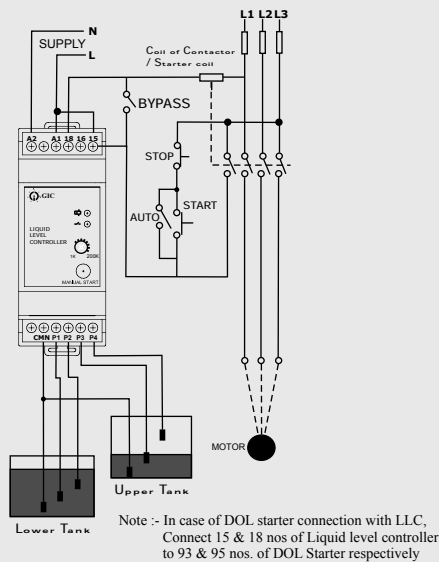 N
SUPPLY
L
L1 L2 L3
Coil of Contactor
/ Starter coil
BYPASS
A2 A1 18 16 15
STOP
GIC
AUTO
START
LIQUID
LEVEL
CONTROLLER
1K 200K
MANUAL START
CMN P1 P2 P3 P4
MOTOR
Upper Tank
Lower Tank
Note :- In case of DOL starter connection with LLC,
Connect 15 & 18 nos of Liquid level controller
to 93 & 95 nos. of DOL Starter respectively